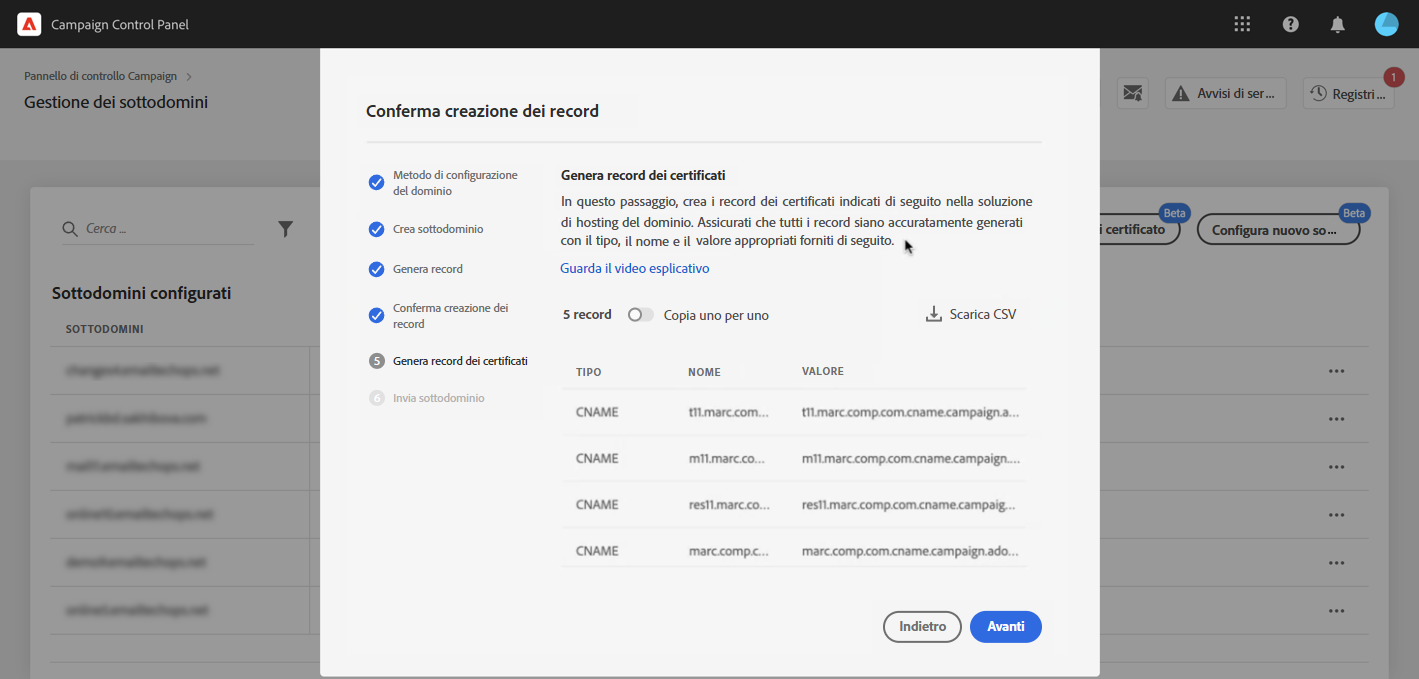 Campaign Control Panel
Pannello di controllo Campaign
Gestione dei sottodomini
Avvisi di ser...
Registri ...
1
Cerca ...
i certificato
Beta
Configura nuovo so...
Beta
Sottodomini configurati
SOTTODOMINI
Conferma creazione dei record
Metodo di configurazione
del dominio
Crea sottodominio
Genera record
Conferma creazione dei
record
5 Genera record dei certificati
6 Invia sottodominio
Genera record dei certificati
In questo passaggio, crea i record dei certificati indicati di seguito nella soluzione
di hosting del dominio. Assicurati che tutti i record siano accuratamente generati
con il tipo, il nome e il valore appropriati forniti di seguito.
Guarda il video esplicativo
5 record Copia uno per uno Scarica CSV
TIPO NOME VALORE
CNAME t11.marc.com... t11.marc.comp.com.cname.campaign.a...
CNAME m11.marc.co... m11.marc.comp.com.cname.campaign....
CNAME res11.marc.co... res11.marc.comp.com.cname.campaig...
CNAME marc.comp.c... marc.comp.com.cname.campaign.ado...
Indietro Avanti